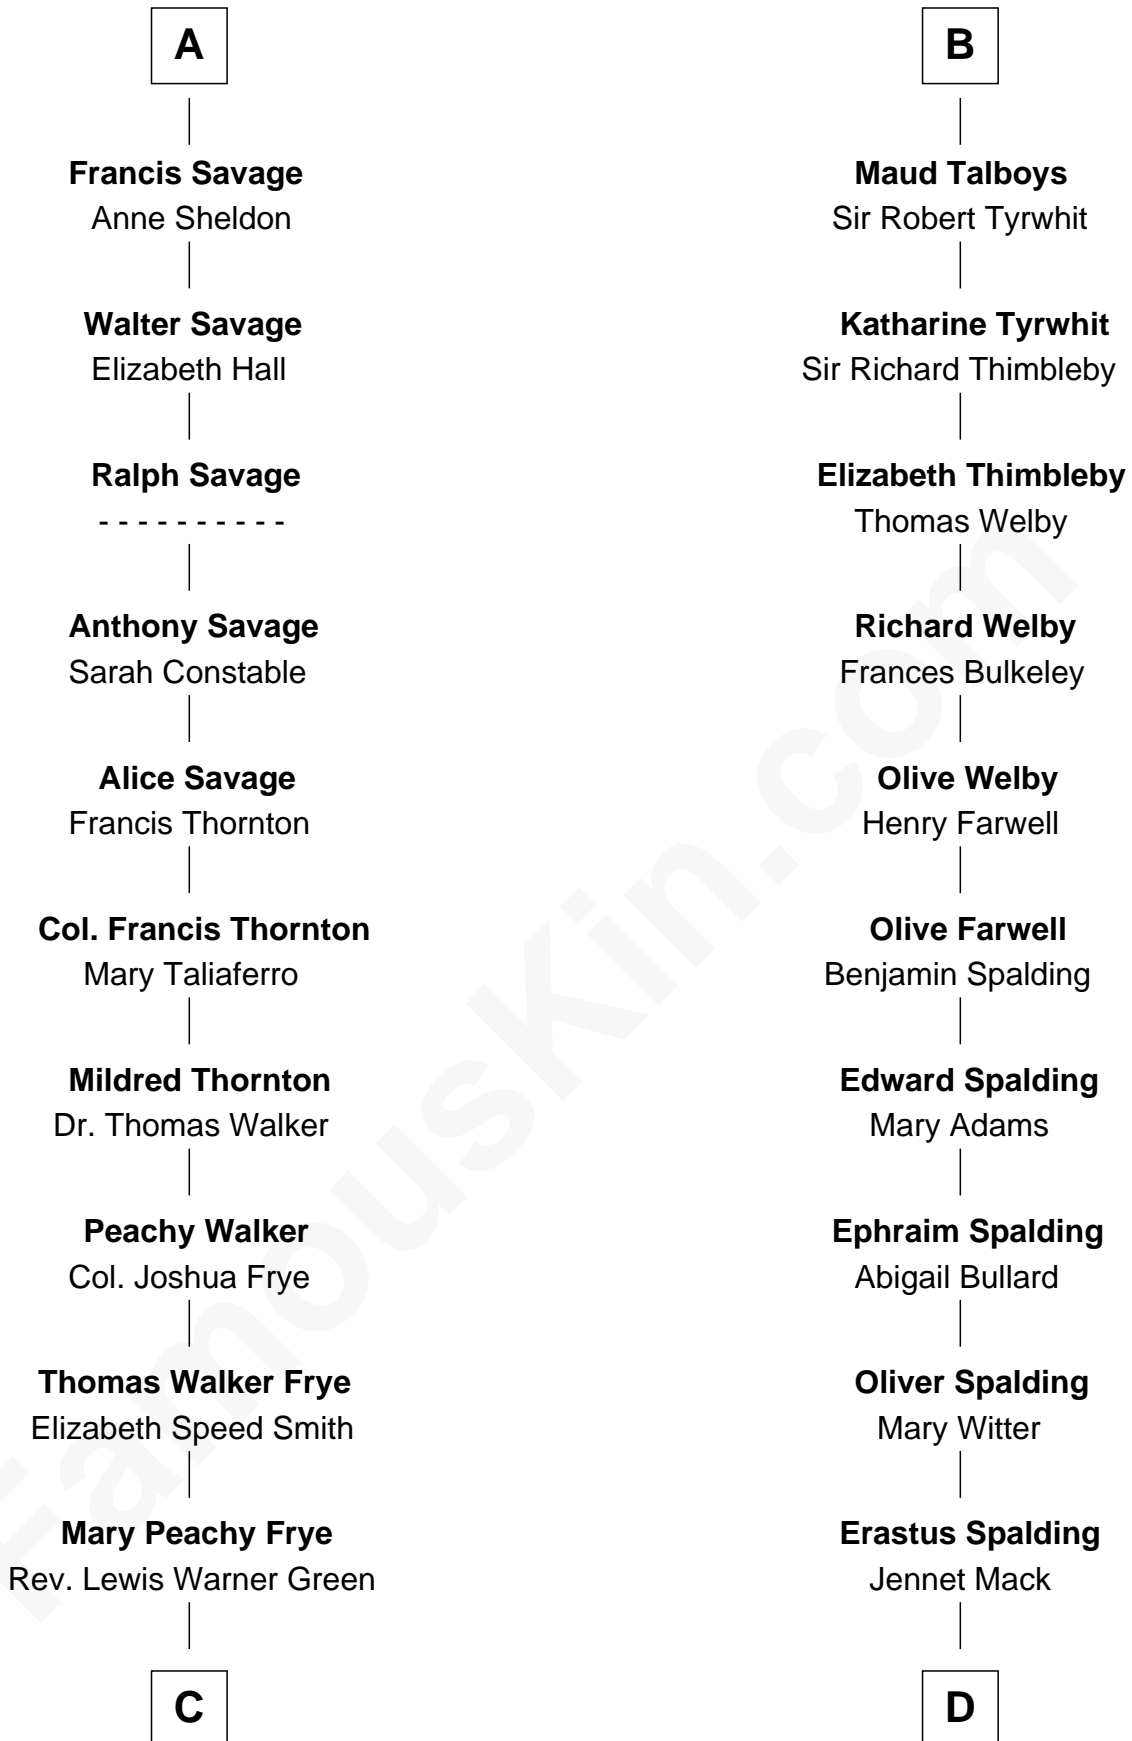 A
Francis Savage
Anne Sheldon
Walter Savage
Elizabeth Hall
Ralph Savage
- - - - - - - - - -
Anthony Savage
Sarah Constable
Alice Savage
Francis Thornton
Col. Francis Thornton
Mary Taliaferro
Mildred Thornton
Dr. Thomas Walker
Peachy Walker
Col. Joshua Frye
Thomas Walker Frye
Elizabeth Speed Smith
Mary Peachy Frye
Rev. Lewis Warner Green
C
B
Maud Talboys
Sir Robert Tyrwhit
Katharine Tyrwhit
Sir Richard Thimbleby
Elizabeth Thimbleby
Thomas Welby
Richard Welby
Frances Bulkeley
Olive Welby
Henry Farwell
Olive Farwell
Benjamin Spalding
Edward Spalding
Mary Adams
Ephraim Spalding
Abigail Bullard
Oliver Spalding
Mary Witter
Erastus Spalding
Jennet Mack
D
FamousKin.com